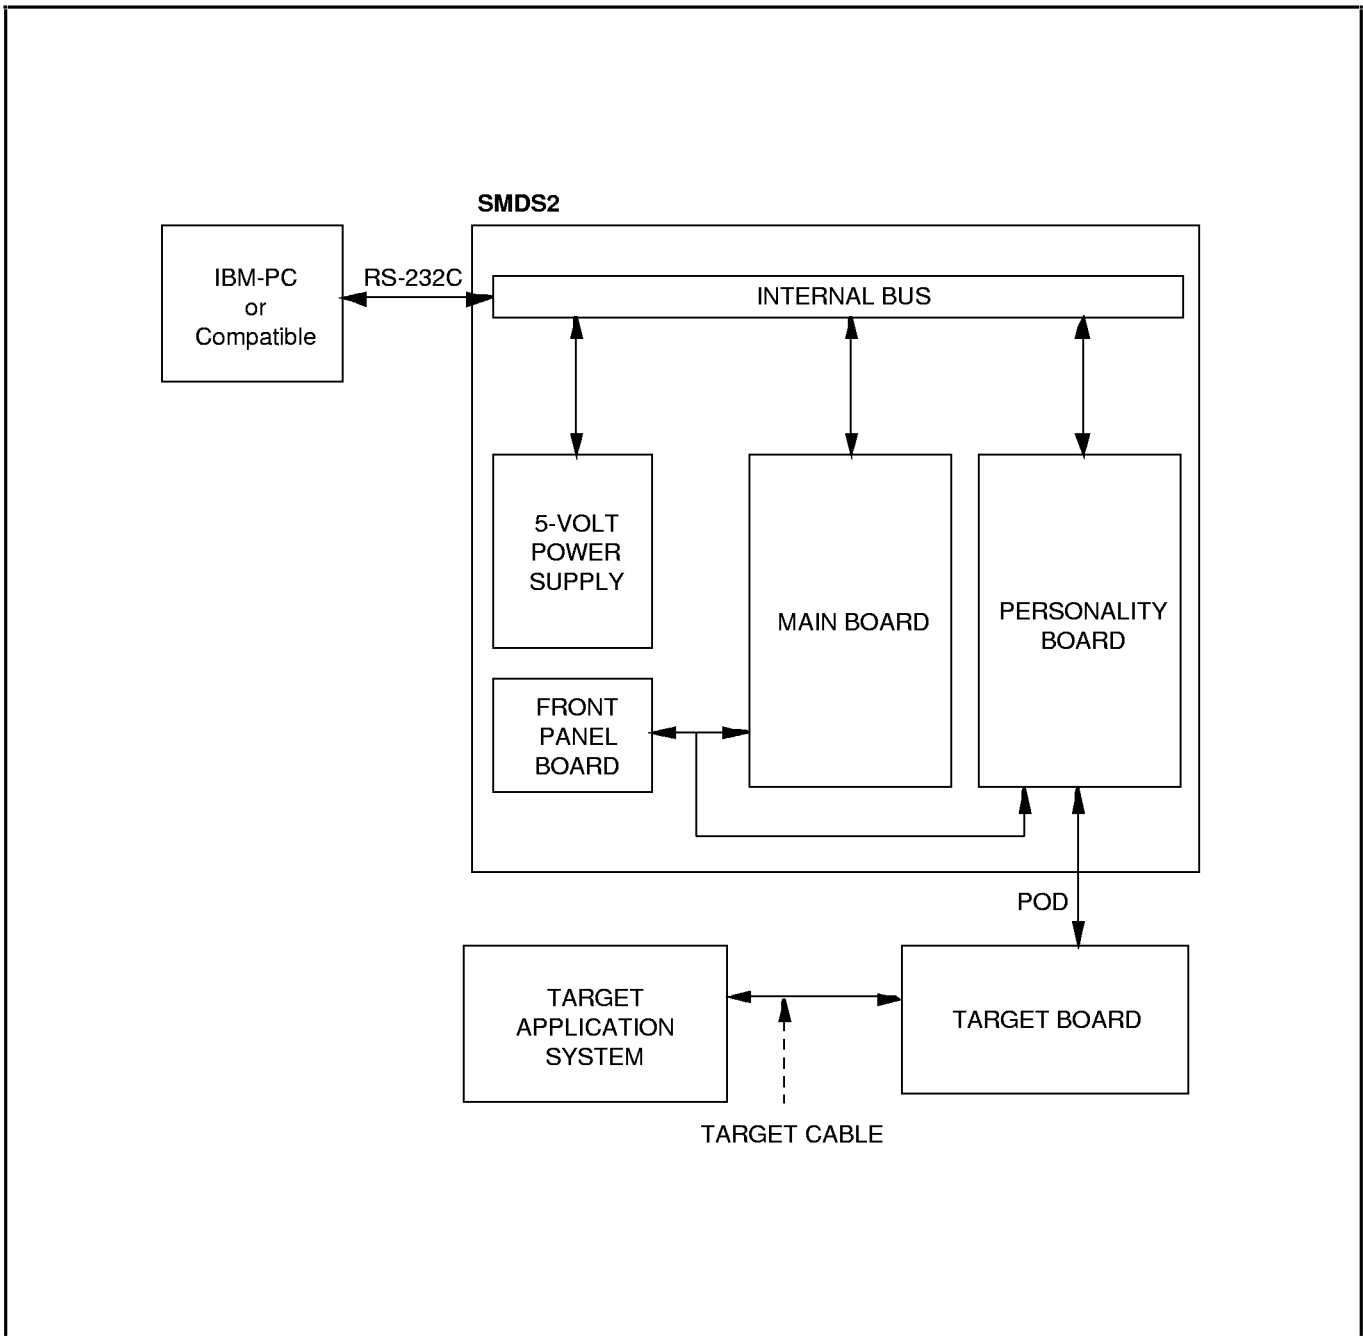 SMDS2
IBM-PC
or
Compatible
RS-232C
INTERNAL BUS
5-VOLT
POWER
SUPPLY
MAIN BOARD
PERSONALITY
BOARD
FRONT
PANEL
BOARD
POD
TARGET
APPLICATION
SYSTEM
TARGET BOARD
TARGET CABLE